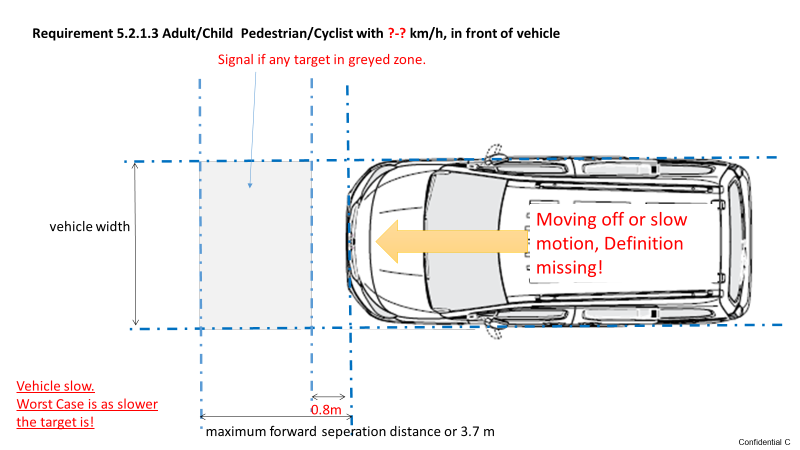 Requirement 5.2.1.3 Adult/Child Pedestrian/Cyclist with ?-? km/h, in front of vehicle
Signal if any target in greyed zone.
vehicle width
Moving off or slow
motion, Definition
missing!
Vehicle slow.
Worst Case is as slower
the target is!
0.8m
maximum forward seperation distance or 3.7 m
Confidential C